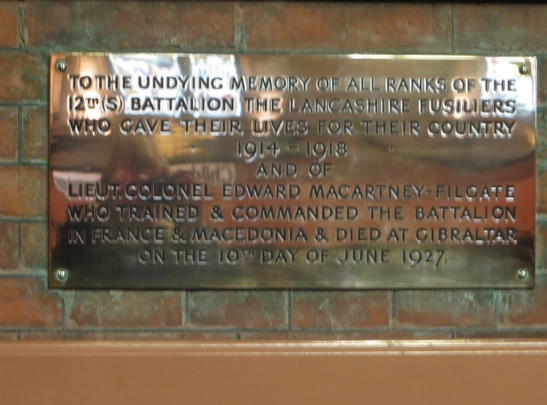 TO THE UNDYING MEMORY OF ALL RANKS OF THE
12TH (S) BATTALION THE LANCASHIRE FUSILIERS
WHO GAVE THEIR LIVES FOR THEIR COUNTRY
1914 - 1918
AND OF
LIEUT. COLONEL EDWARD MACARTNEY-FILGATE
WHO TRAINED & COMMANDED THE BATTALION
IN FRANCE & MACEDONIA & DIED AT GIBRALTAR
ON THE 10TH DAY OF JUNE 1927.